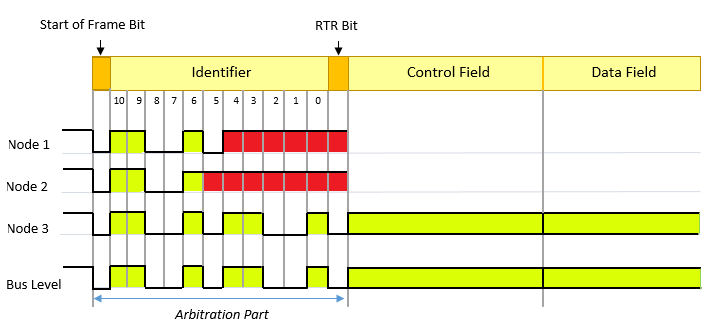 Start of Frame Bit
RTR Bit
Identifier
Control Field
Data Field
10 9 8 7 6 5 4 3 2 1 0
Node 1
Node 2
Node 3
Bus Level
Arbitration Part